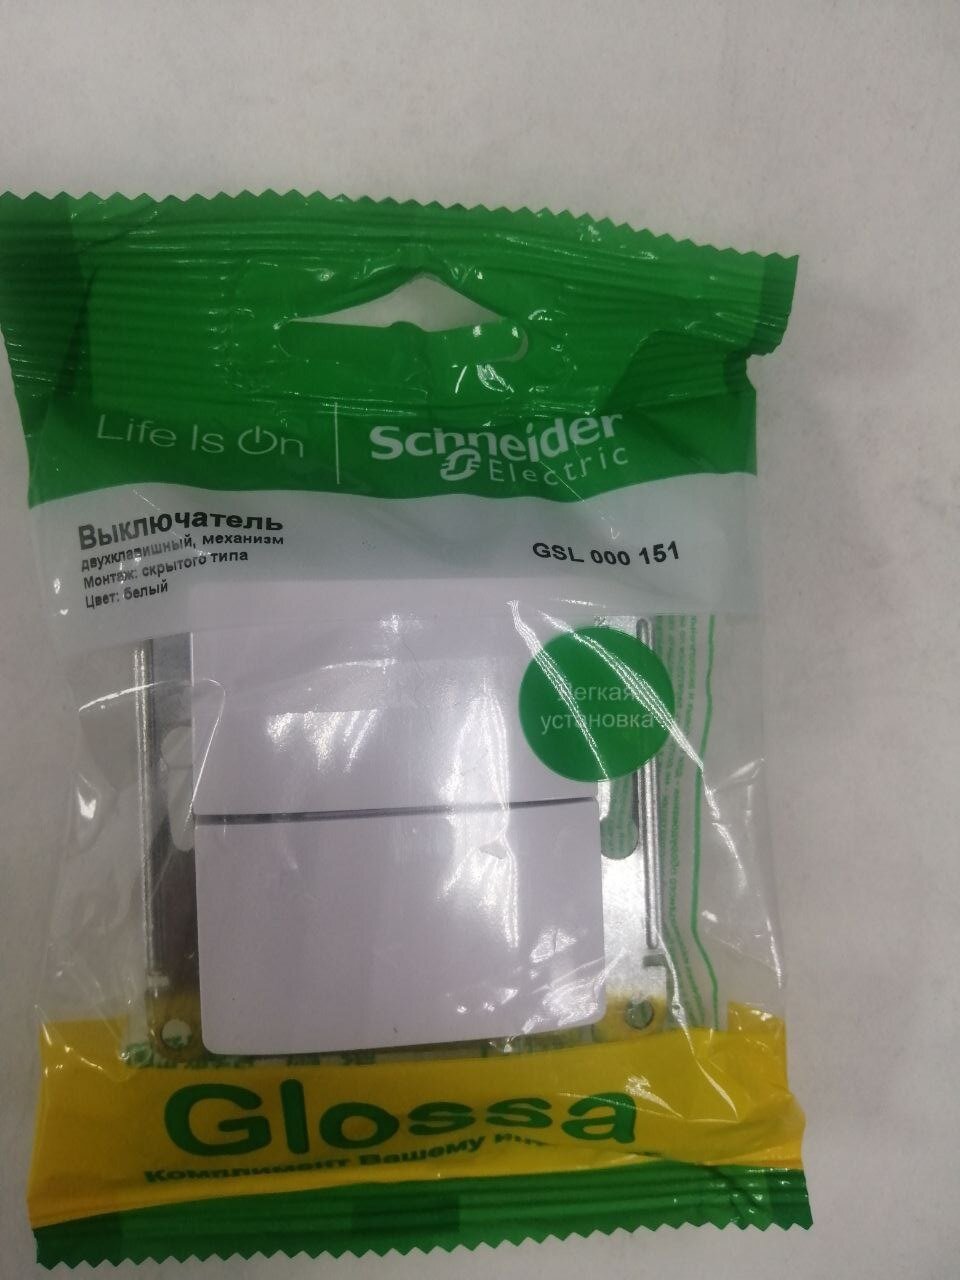 Life Is On
Schneider
Electric
Выключатель
двухклавишный, механизм
Монтаж: скрытого типа
Цвет: белый
GSL 000 151
Легкая
установка
Glossa
Комплимент Вашему